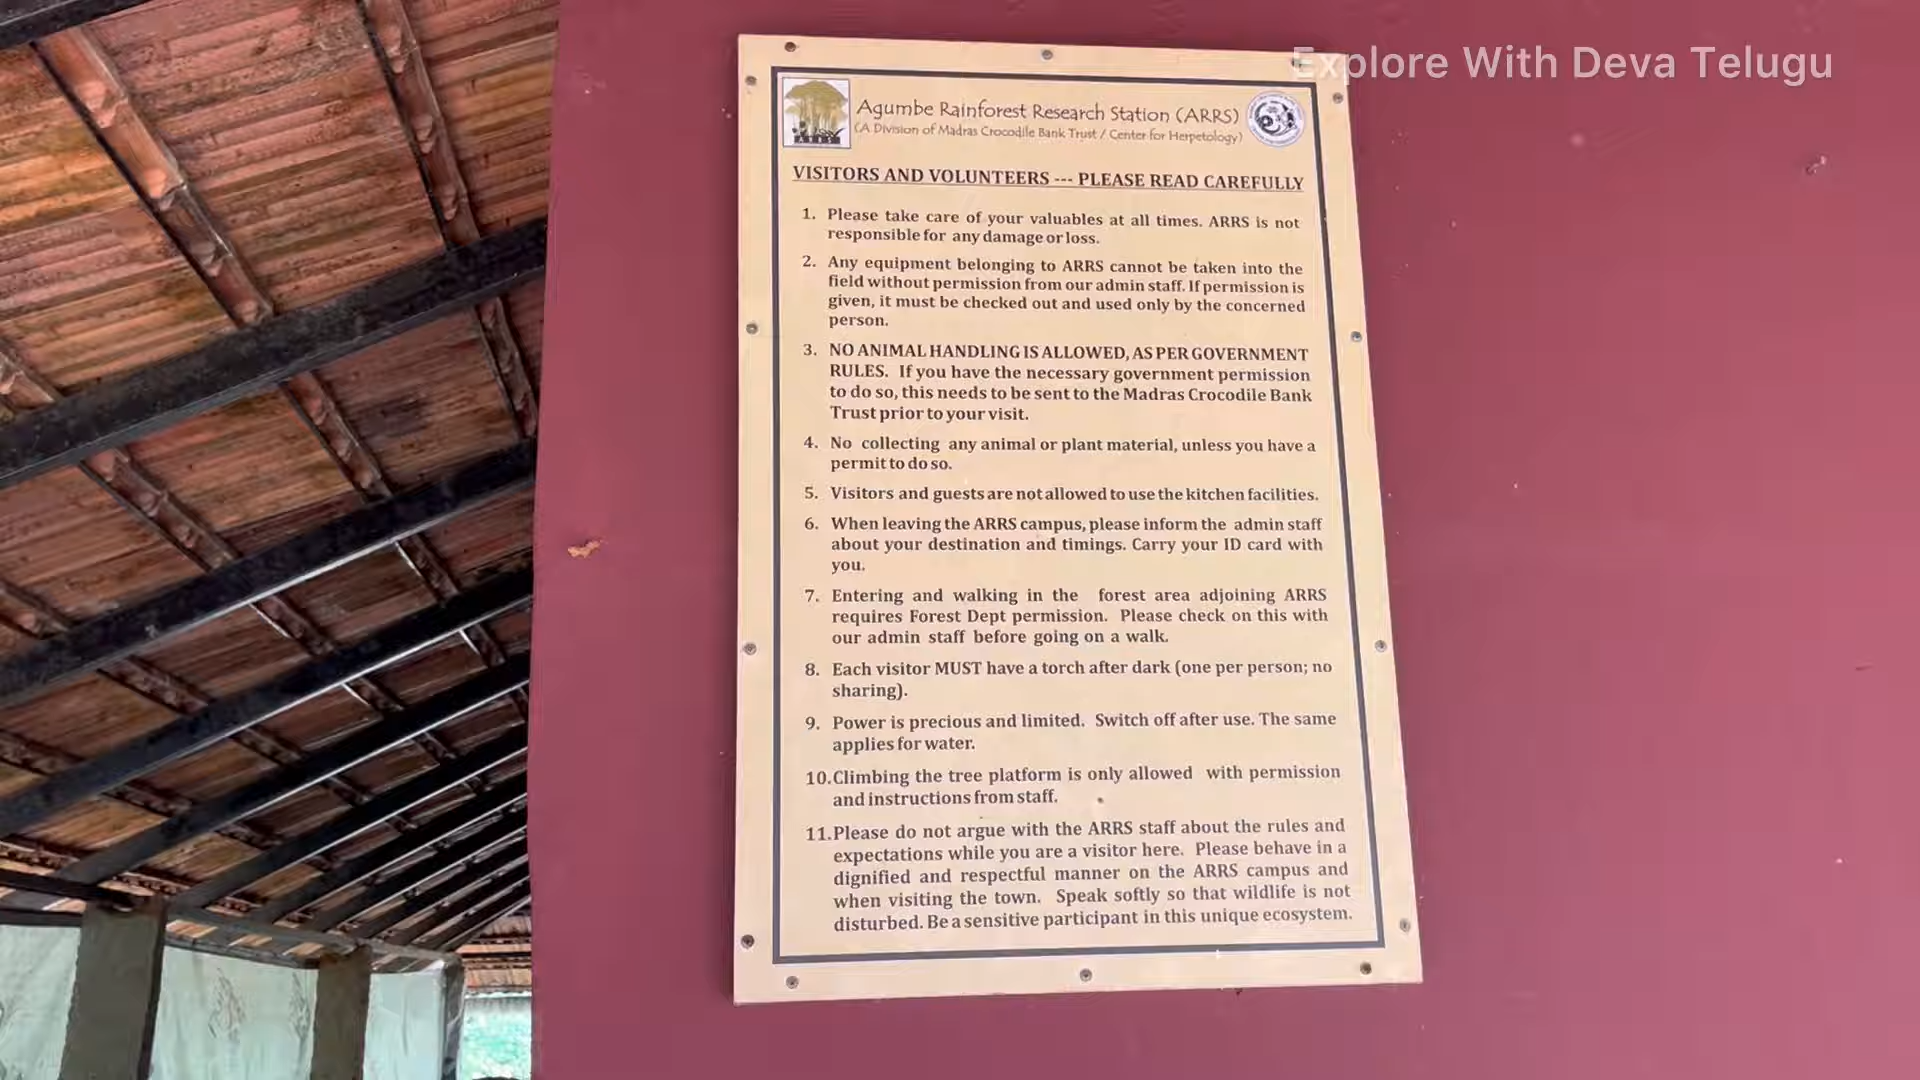 Explore With Deva Telugu
Agumbe Rainforest Research Station (ARRS)
(A Division of Madras Crocodile Bank Trust / Center for Herpetology)
ARRS
VISITORS AND VOLUNTEERS --- PLEASE READ CAREFULLY
1. Please take care of your valuables at all times. ARRS is not
responsible for any damage or loss.
2. Any equipment belonging to ARRS cannot be taken into the
field without permission from our admin staff. If permission is
given, it must be checked out and used only by the concerned
person.
3. NO ANIMAL HANDLING IS ALLOWED, AS PER GOVERNMENT
RULES. If you have the necessary government permission
to do so, this needs to be sent to the Madras Crocodile Bank
Trust prior to your visit.
4. No collecting any animal or plant material, unless you have a
permit to do so.
5. Visitors and guests are not allowed to use the kitchen facilities.
6. When leaving the ARRS campus, please inform the admin staff
about your destination and timings. Carry your ID card with
you.
7. Entering and walking in the forest area adjoining ARRS
requires Forest Dept permission. Please check on this with
our admin staff before going on a walk.
8. Each visitor MUST have a torch after dark (one per person; no
sharing).
9. Power is precious and limited. Switch off after use. The same
applies for water.
10. Climbing the tree platform is only allowed with permission
and instructions from staff.
11. Please do not argue with the ARRS staff about the rules and
expectations while you are a visitor here. Please behave in a
dignified and respectful manner on the ARRS campus and
when visiting the town. Speak softly so that wildlife is not
disturbed. Be a sensitive participant in this unique ecosystem.